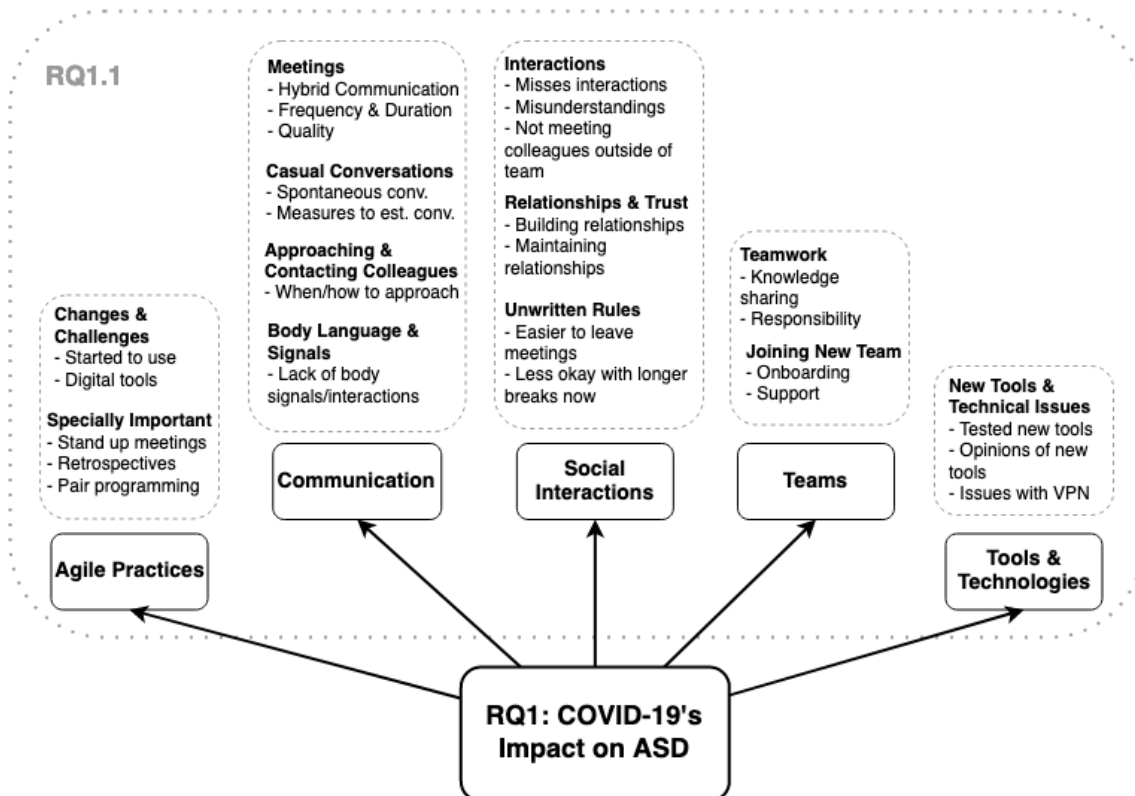 RQ1.1
Changes &
Challenges
- Started to use
- Digital tools
Specially Important
- Stand up meetings
- Retrospectives
- Pair programming
Agile Practices
Meetings
- Hybrid Communication
- Frequency & Duration
- Quality
Casual Conversations
- Spontaneous conv.
- Measures to est. conv.
Approaching &
Contacting Colleagues
- When/how to approach
Body Language &
Signals
- Lack of body
signals/interactions
Communication
Interactions
- Misses interactions
- Misunderstandings
- Not meeting
colleagues outside of
team
Relationships & Trust
- Building relationships
- Maintaining
relationships
Unwritten Rules
- Easier to leave
meetings
- Less okay with longer
breaks now
Social
Interactions
Teamwork
- Knowledge
sharing
- Responsibility
Joining New Team
- Onboarding
- Support
Teams
New Tools &
Technical Issues
- Tested new tools
- Opinions of new
tools
- Issues with VPN
Tools &
Technologies
RQ1: COVID-19's
Impact on ASD